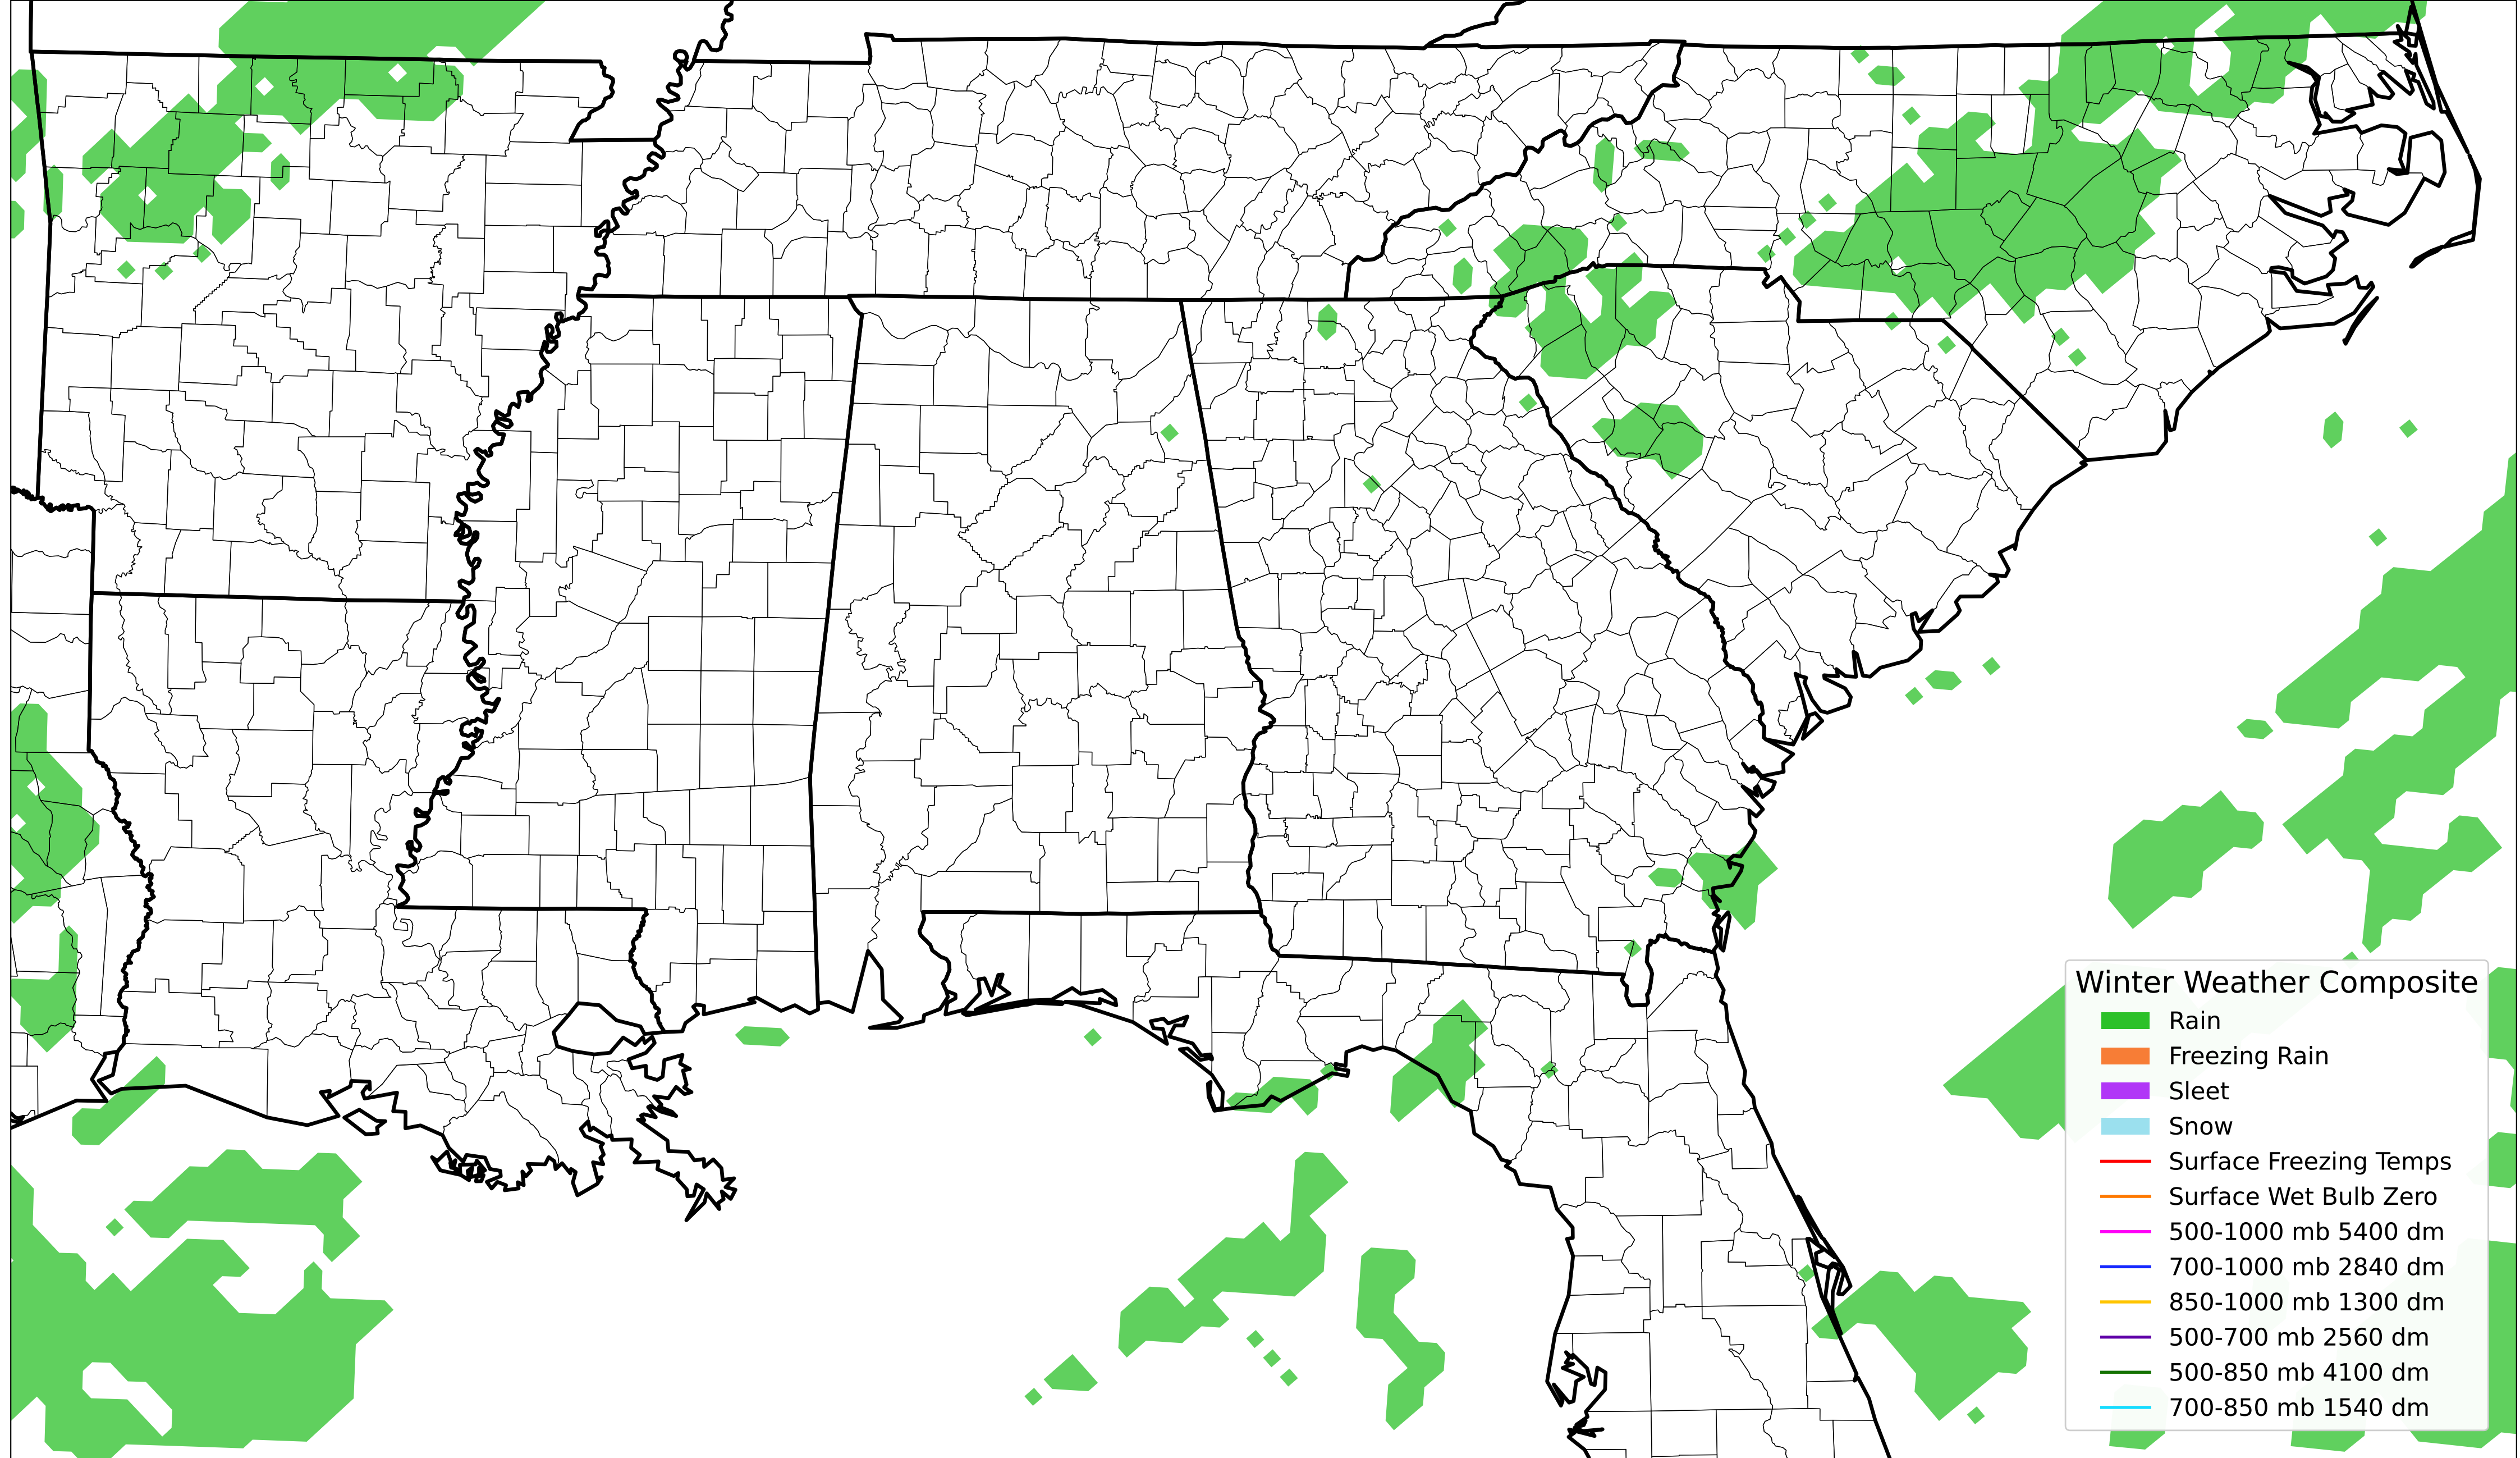 Winter Weather Composite
Rain
Freezing Rain
Sleet
Snow
Surface Freezing Temps
Surface Wet Bulb Zero
500-1000 mb 5400 dm
700-1000 mb 2840 dm
850-1000 mb 1300 dm
500-700 mb 2560 dm
500-850 mb 4100 dm
700-850 mb 1540 dm